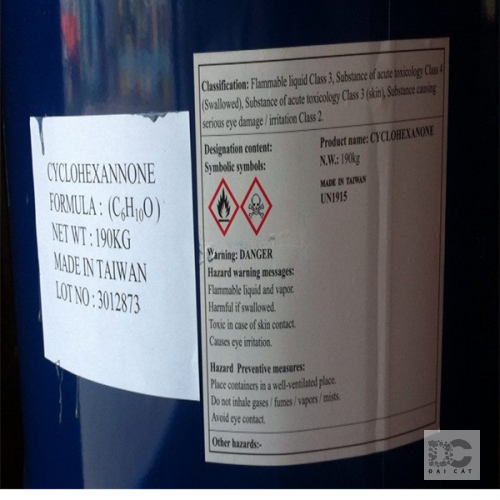 CYCLOHEXANNONE
FORMULA : (C₆H₁₀O)
NET WT : 190KG
MADE IN TAIWAN
LOT NO : 3012873
Classification: Flammable liquid Class 3, Substance of acute toxicology Class 4
(Swallowed), Substance of acute toxicology Class 3 (skin), Substance causing
serious eye damage / irritation Class 2.
Designation content:
Symbolic symbols:
Product name: CYCLOHEXANONE
N.W.: 190kg
MADE IN TAIWAN
UN1915
Warning: DANGER
Hazard warning messages:
Flammable liquid and vapor.
Harmful if swallowed.
Toxic in case of skin contact.
Causes eye irritation.
Hazard Preventive measures:
Place containers in a well-ventilated place.
Do not inhale gases / fumes / vapors / mists.
Avoid eye contact.
Other hazards:-
DC
DAI CAT